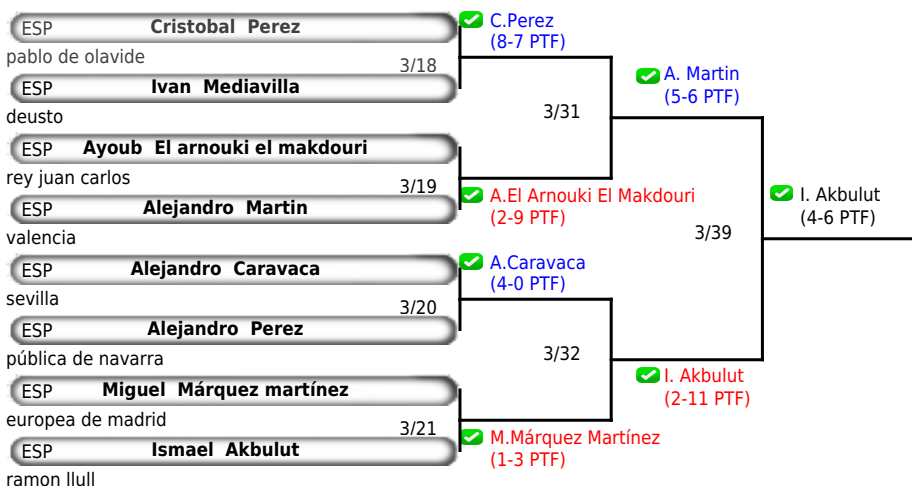 ESP Cristobal Perez
pablo de olavide
3/18
ESP Ivan Mediavilla
deusto
C.Perez
(8-7 PTF)
3/31
ESP Ayoub El arnouki el makdouri
rey juan carlos
3/19
ESP Alejandro Martin
valencia
A.El Arnouki El Makdouri
(2-9 PTF)
A. Martin
(5-6 PTF)
3/39
I. Akbulut
(4-6 PTF)
ESP Alejandro Caravaca
sevilla
3/20
ESP Alejandro Perez
pública de navarra
A.Caravaca
(4-0 PTF)
3/32
ESP Miguel Márquez martínez
europea de madrid
3/21
ESP Ismael Akbulut
ramon llull
M.Márquez Martínez
(1-3 PTF)
I. Akbulut
(2-11 PTF)